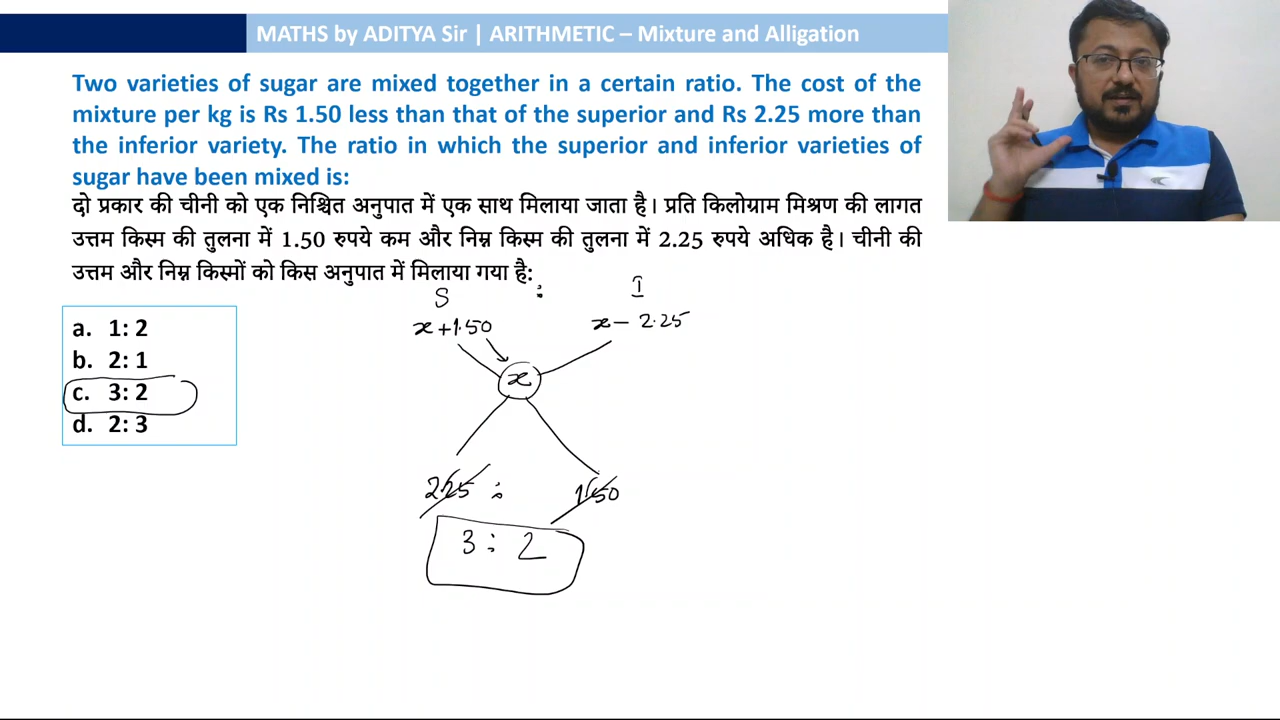 MATHS by ADITYA Sir | ARITHMETIC – Mixture and Alligation
Two varieties of sugar are mixed together in a certain ratio. The cost of the
mixture per kg is Rs 1.50 less than that of the superior and Rs 2.25 more than
the inferior variety. The ratio in which the superior and inferior varieties of
sugar have been mixed is:
दो प्रकार की चीनी को एक निश्चित अनुपात में एक साथ मिलाया जाता है। प्रति किलोग्राम मिश्रण की लागत
उत्तम किस्म की तुलना में 1.50 रुपये कम और निम्न किस्म की तुलना में 2.25 रुपये अधिक है। चीनी की
उत्तम और निम्न किस्मों को किस अनुपात में मिलाया गया है:
S : I
x+1.50 x- 2.25
a. 1: 2
b. 2: 1
c. 3: 2
d. 2: 3
x
2.25 : 1.50
3 : 2